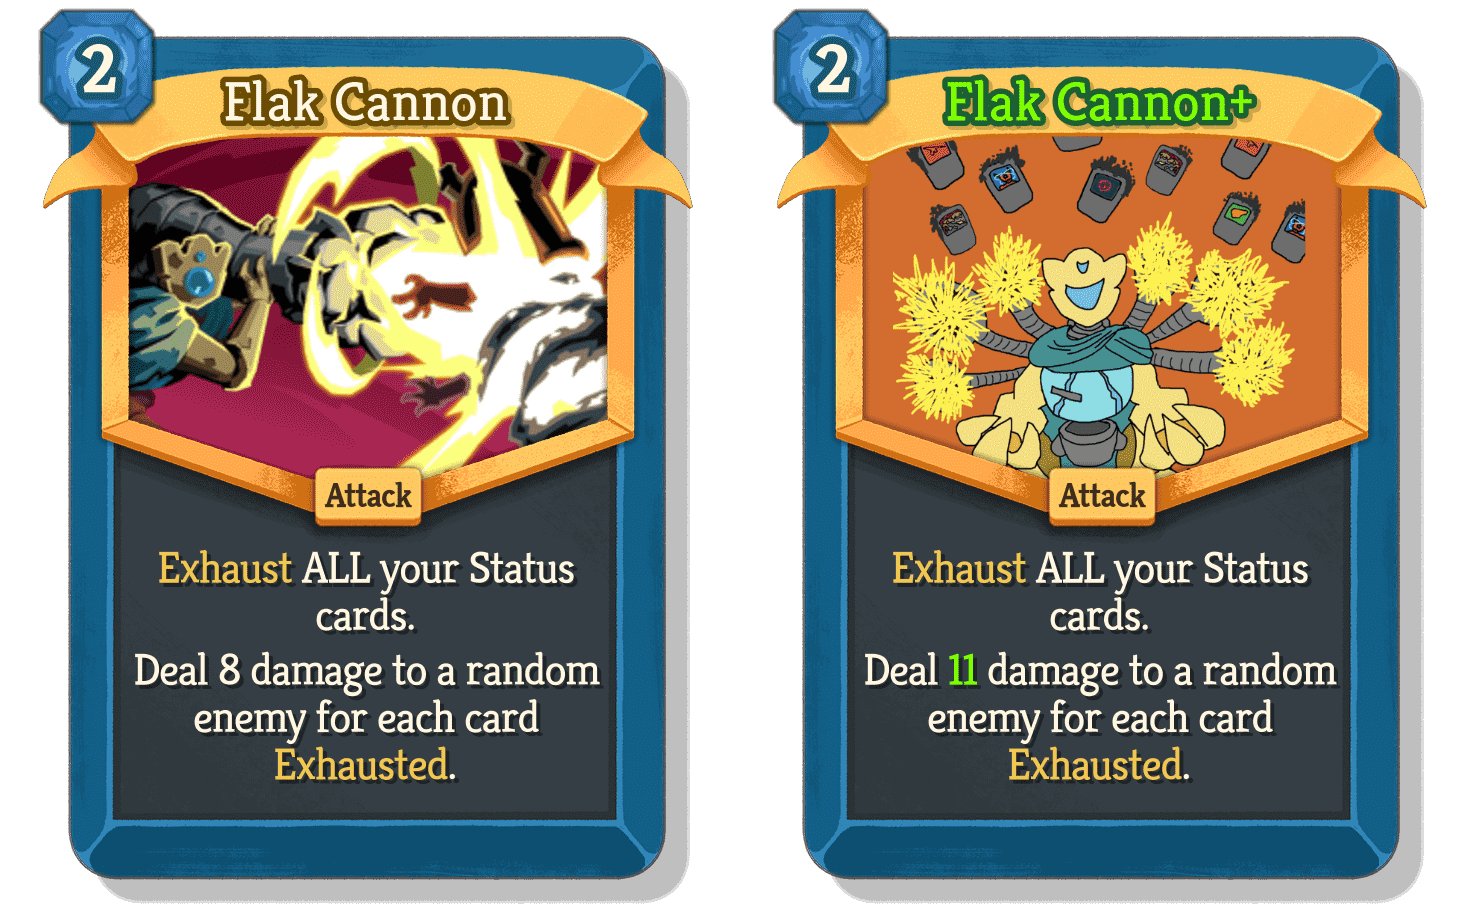 2
Flak Cannon
Attack
Exhaust ALL your Status
cards.
Deal 8 damage to a random
enemy for each card
Exhausted.
2
Flak Cannon+
Attack
Exhaust ALL your Status
cards.
Deal 11 damage to a random
enemy for each card
Exhausted.